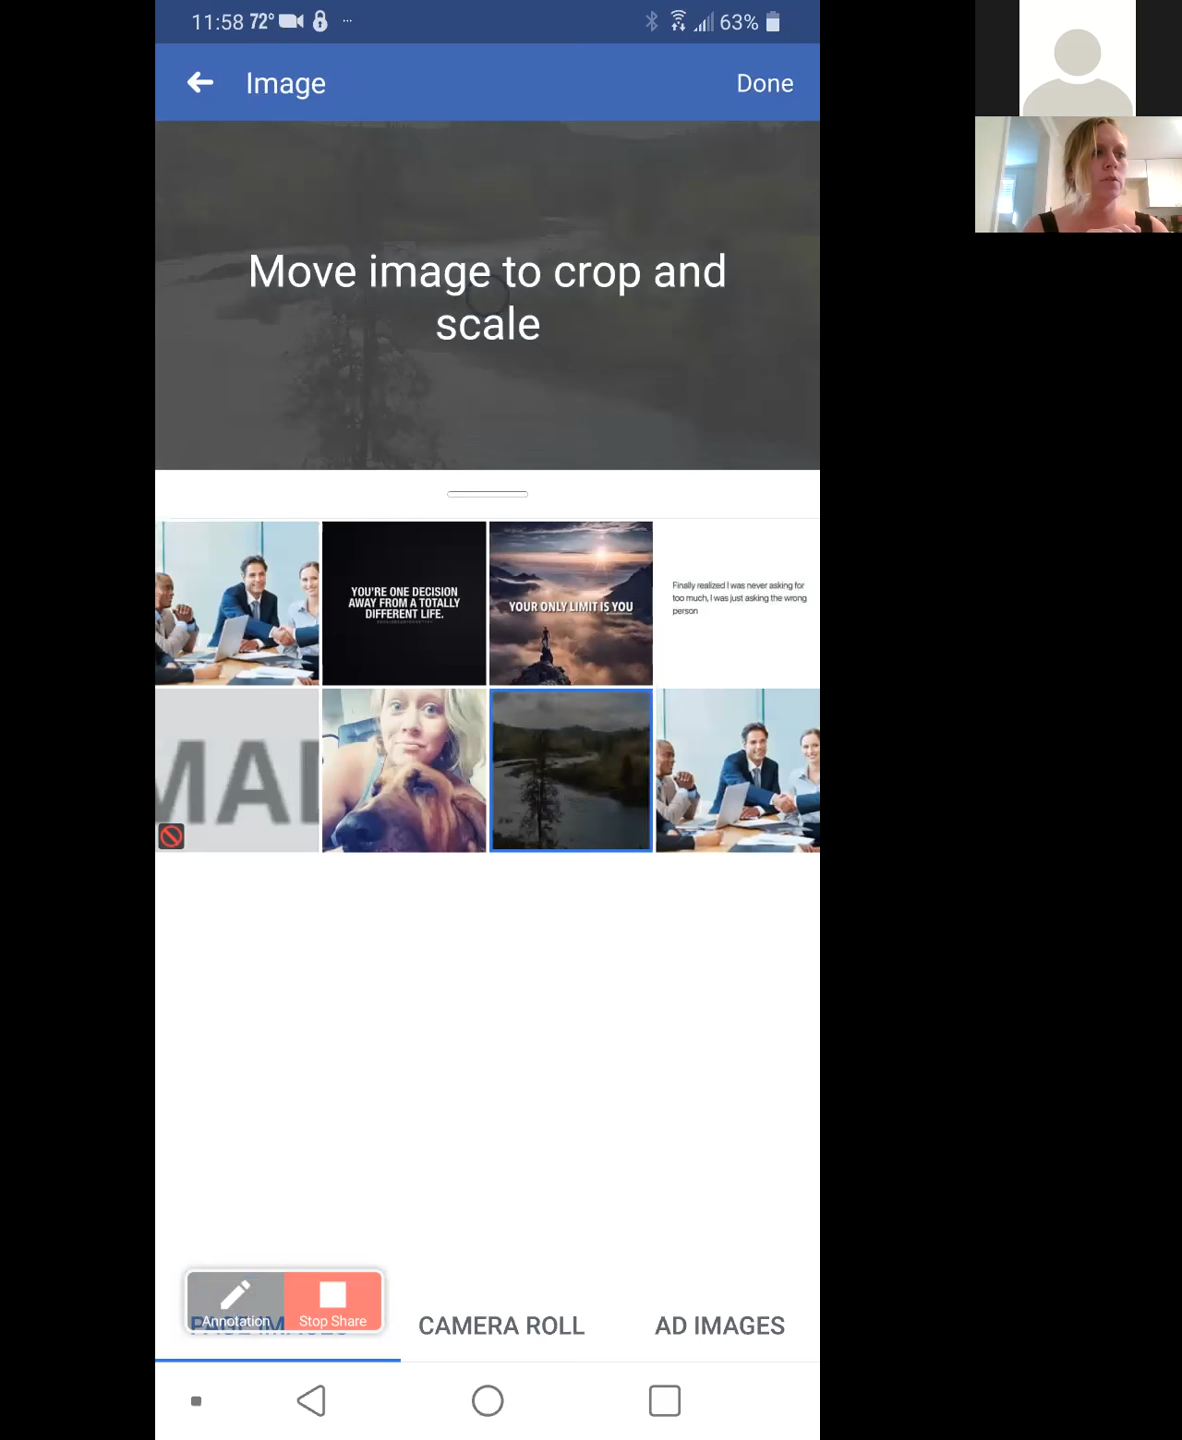 11:58 72° ... 63%
Image
Done
Move image to crop and
scale
YOU'RE ONE DECISION
AWAY FROM A TOTALLY
DIFFERENT LIFE.
YOUR ONLY LIMIT IS YOU
Finally realized I was never asking for
too much, I was just asking the wrong
person
MAI
Annotation
Stop Share
PAGE IMAGES
CAMERA ROLL
AD IMAGES